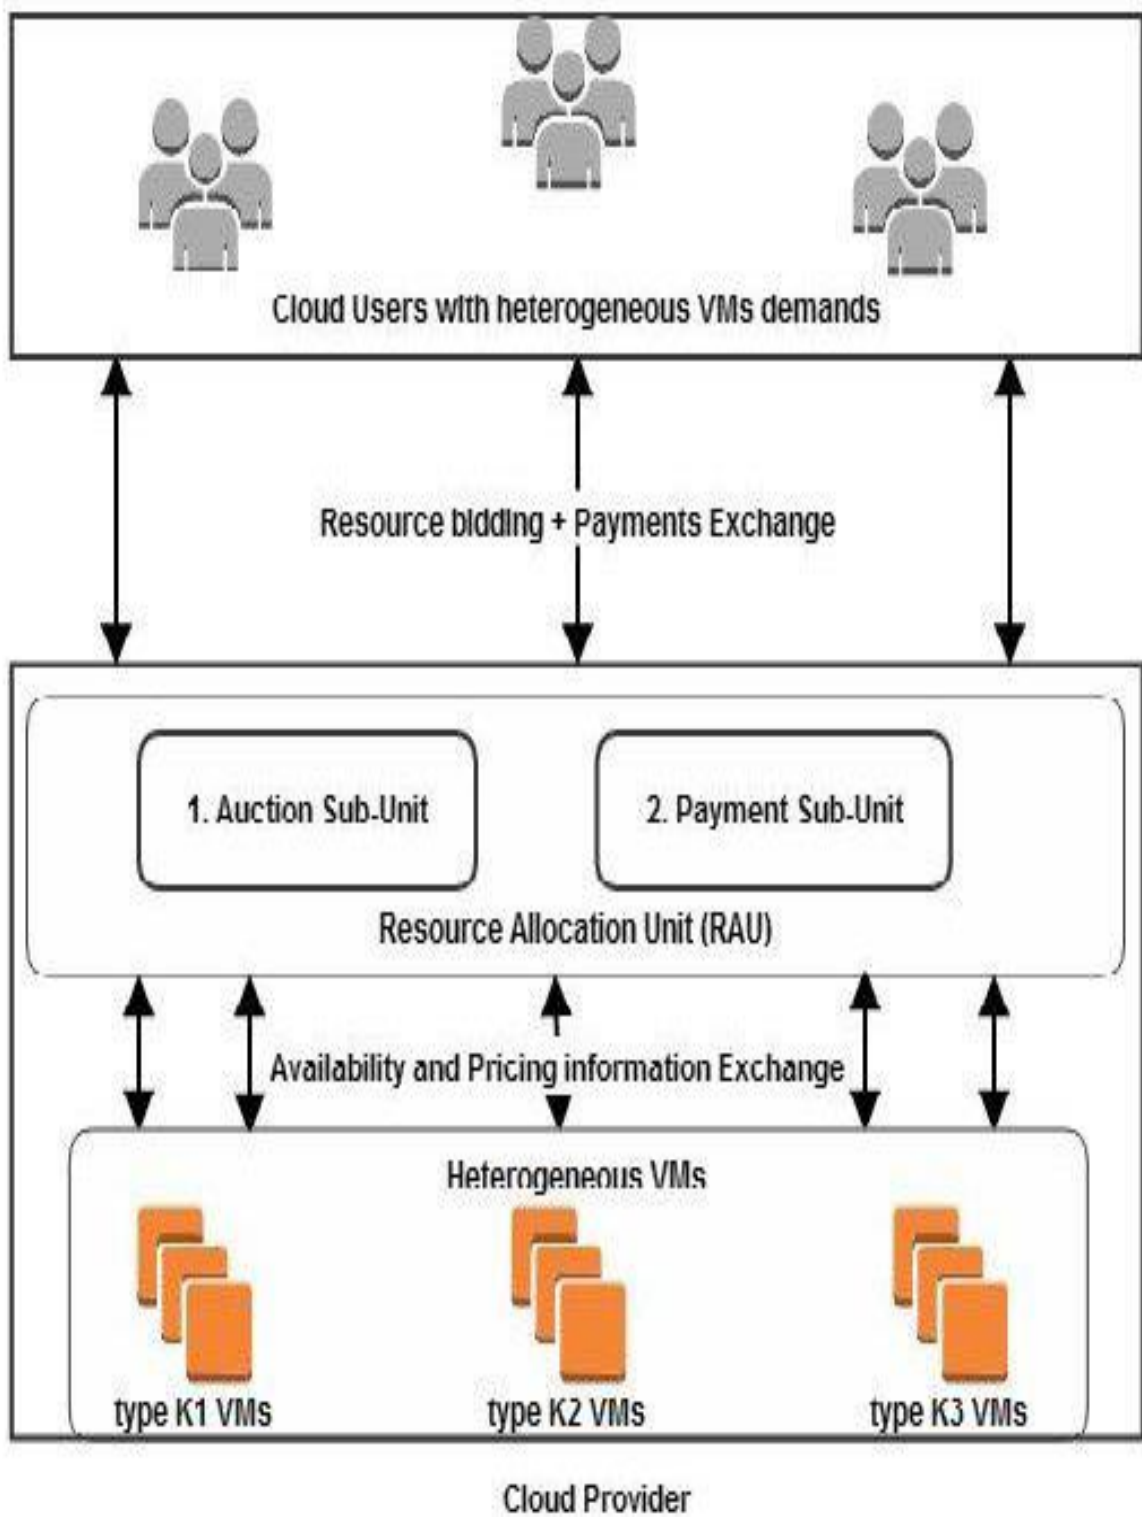 Cloud Users with heterogeneous VMs demands
Resource bidding + Payments Exchange
1. Auction Sub-Unit
2. Payment Sub-Unit
Resource Allocation Unit (RAU)
Availability and Pricing information Exchange
Heterogeneous VMs
type K1 VMs
type K2 VMs
type K3 VMs
Cloud Provider